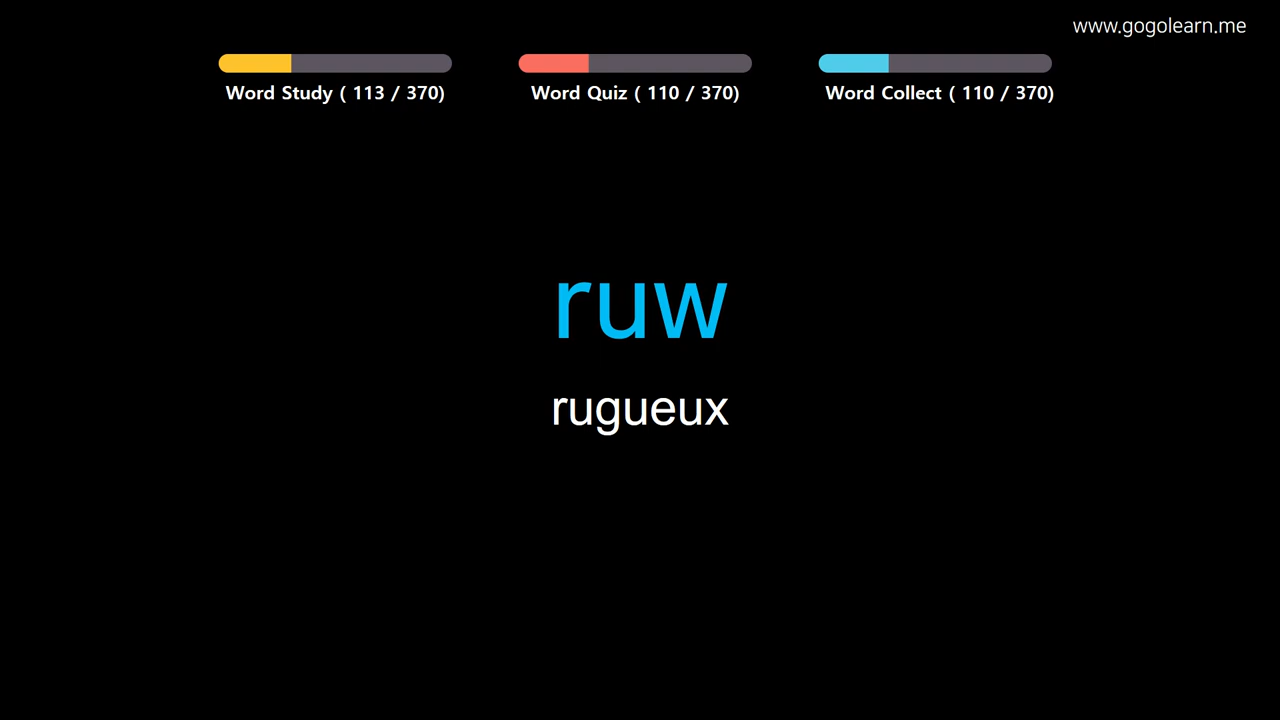 www.gogolearn.me
Word Study ( 113 / 370)
Word Quiz ( 110 / 370)
Word Collect ( 110 / 370)
ruw
rugueux